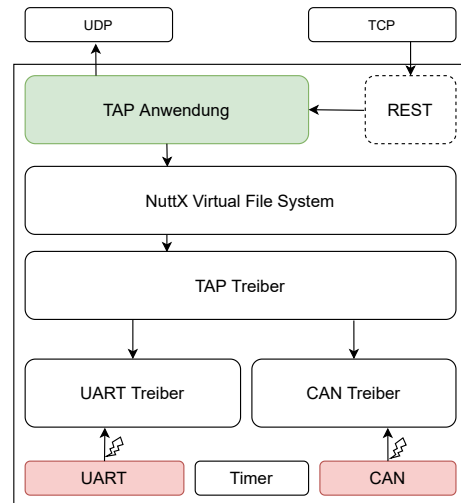 UDP
TCP
TAP Anwendung
REST
NuttX Virtual File System
TAP Treiber
UART Treiber
CAN Treiber
UART
Timer
CAN